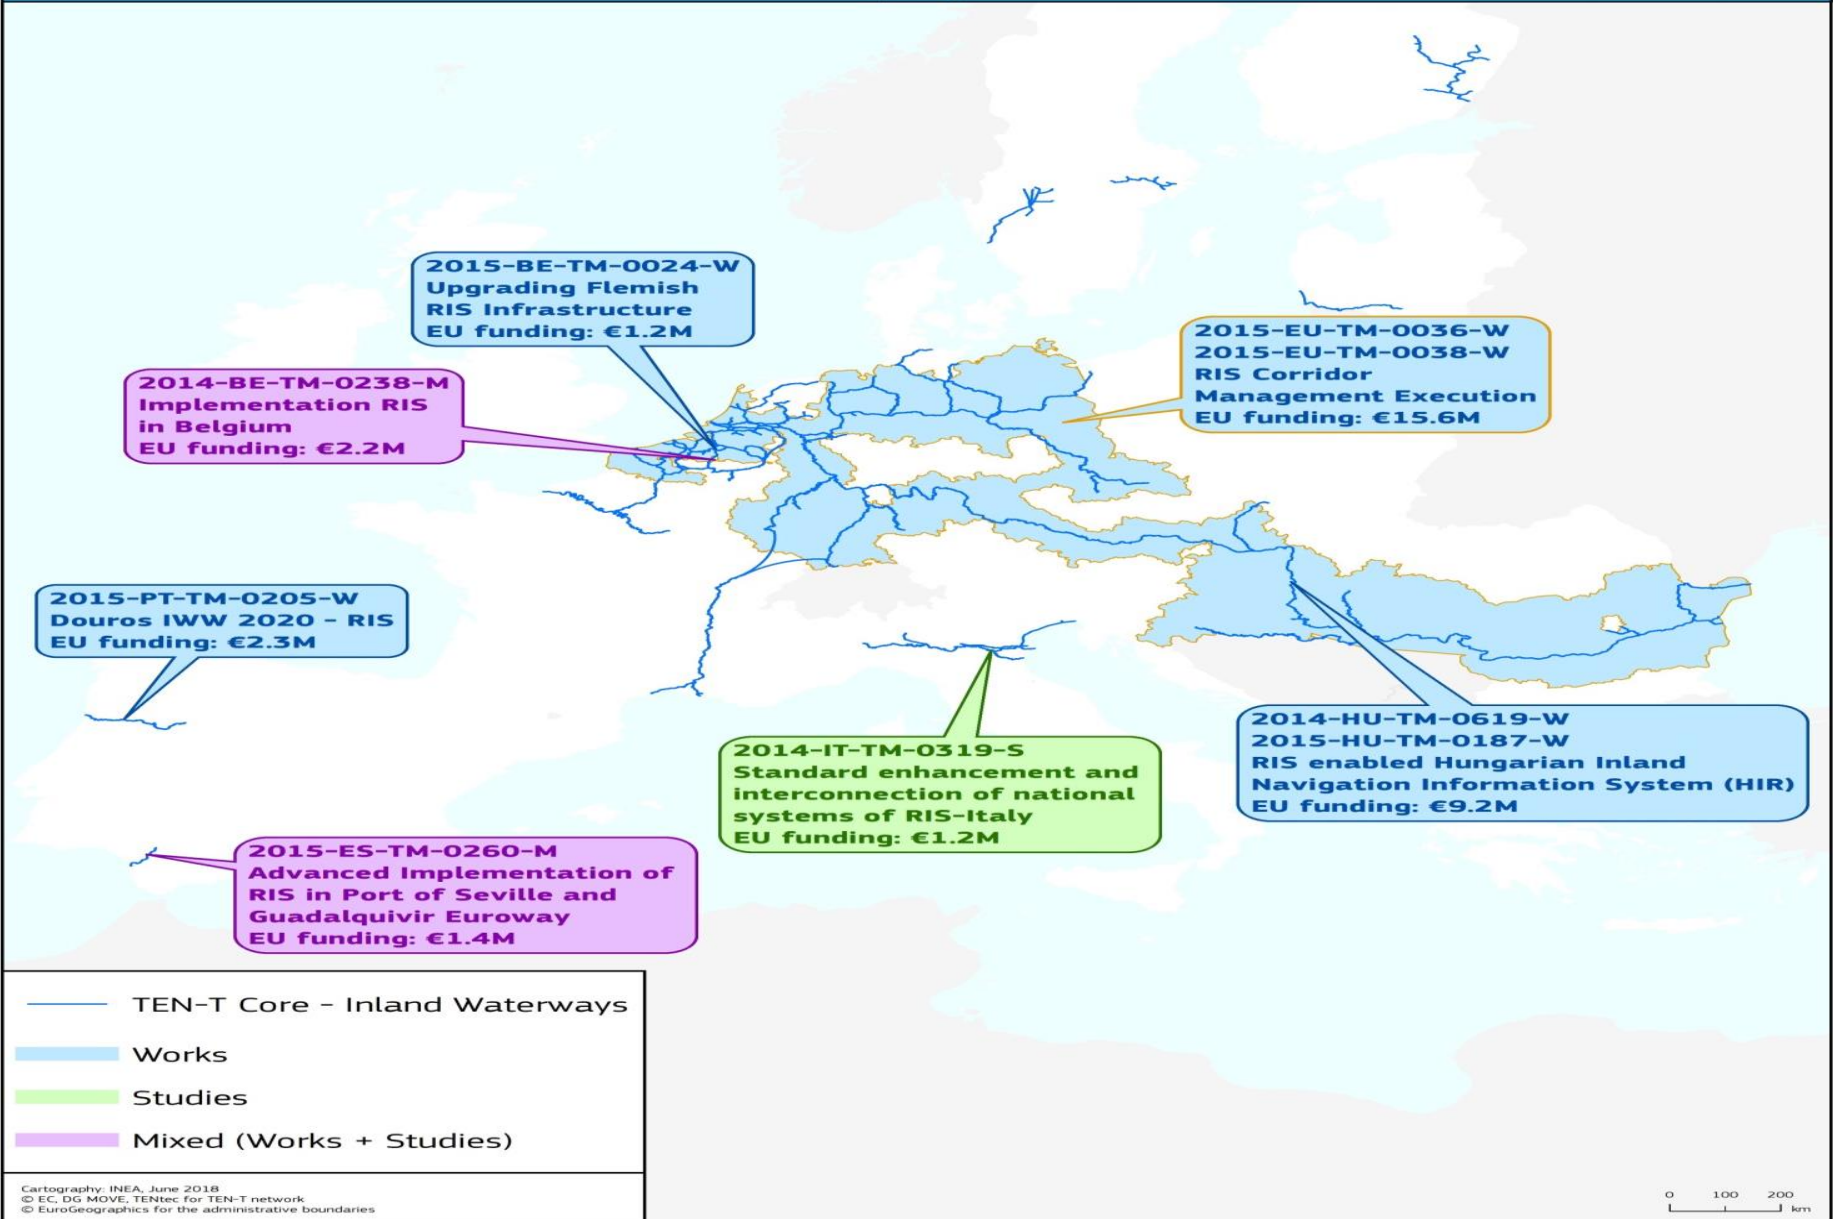 2015-BE-TM-0024-W
Upgrading Flemish
RIS Infrastructure
EU funding: €1.2M
2015-EU-TM-0036-W
2015-EU-TM-0038-W
RIS Corridor
Management Execution
EU funding: €15.6M
2014-BE-TM-0238-M
Implementation RIS
in Belgium
EU funding: €2.2M
2015-PT-TM-0205-W
Douros IWW 2020 - RIS
EU funding: €2.3M
2014-HU-TM-0619-W
2015-HU-TM-0187-W
RIS enabled Hungarian Inland
Navigation Information System (HIR)
EU funding: €9.2M
2014-IT-TM-0319-S
Standard enhancement and
interconnection of national
systems of RIS-Italy
EU funding: €1.2M
2015-ES-TM-0260-M
Advanced Implementation of
RIS in Port of Seville and
Guadalquivir Euroway
EU funding: €1.4M
TEN-T Core - Inland Waterways
Works
Studies
Mixed (Works + Studies)
Cartography: INEA, June 2018
© EC, DG MOVE, TENtec for TEN-T network
© EuroGeographics for the administrative boundaries
0 100 200
km